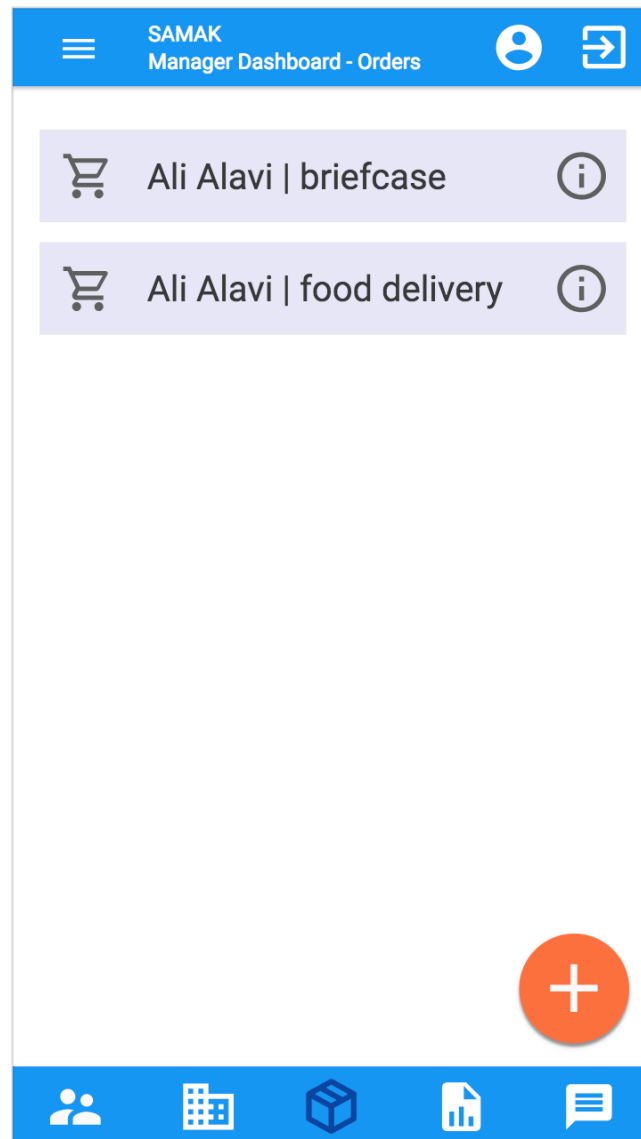 SAMAK
Manager Dashboard - Orders
Ali Alavi | briefcase
Ali Alavi | food delivery